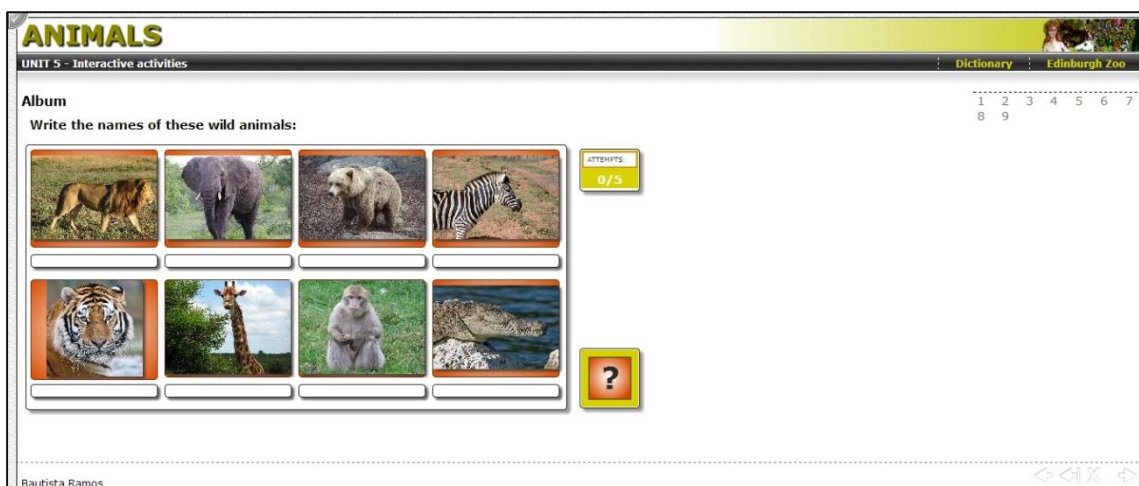 ANIMALS
UNIT 5 - Interactive activities
Dictionary
Edinburgh Zoo
Album
1 2 3 4 5 6 7
8 9
Write the names of these wild animals:
ATTEMPTS:
0/5
?
Bautista Ramos